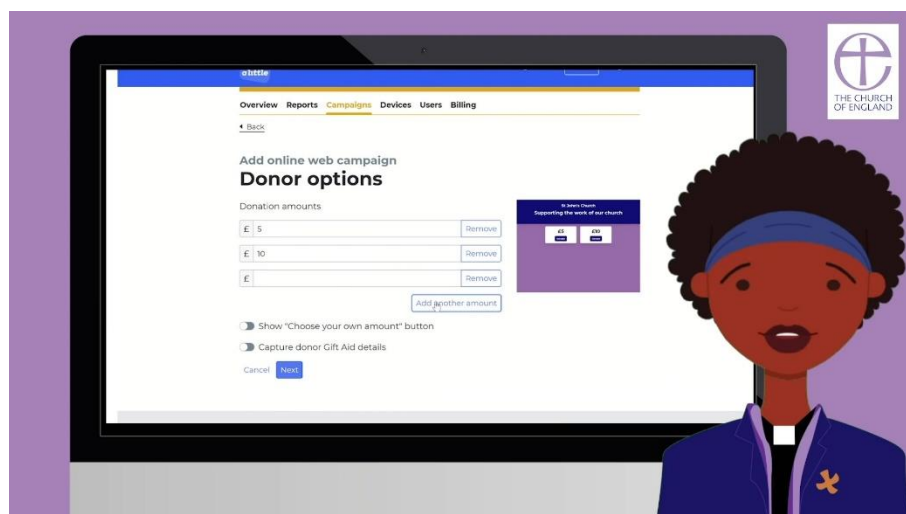 a little
Overview Reports Campaigns Devices Users Billing
Back
Add online web campaign
Donor options
Donation amounts
£ 5 Remove
£ 10 Remove
£ Remove
Add another amount
Show "Choose your own amount" button
Capture donor Gift Aid details
Cancel Next
St John's Church
Supporting the work of our church
£5 £10
THE CHURCH
OF ENGLAND